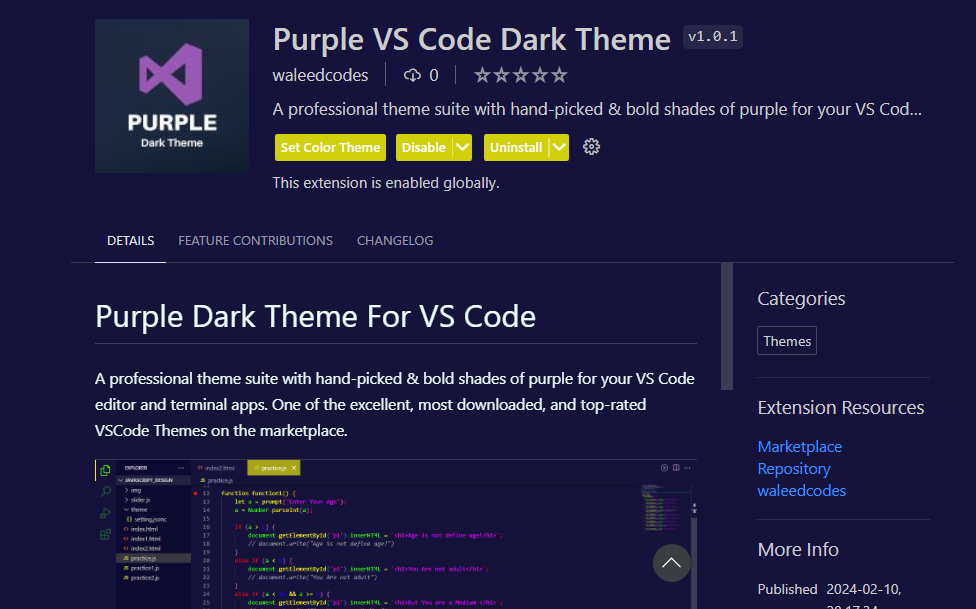 Purple VS Code Dark Theme v1.0.1
PURPLE
Dark Theme
waleedcodes 0
A professional theme suite with hand-picked & bold shades of purple for your VS Cod...
Set Color Theme Disable Uninstall
This extension is enabled globally.
DETAILS FEATURE CONTRIBUTIONS CHANGELOG
Purple Dark Theme For VS Code
A professional theme suite with hand-picked & bold shades of purple for your VS Code
editor and terminal apps. One of the excellent, most downloaded, and top-rated
VSCode Themes on the marketplace.
EXPLORER
JAVASCRIPT_DESIGN
img
slider.js
theme
setting.jsonc
index.html
index1.html
index2.html
practice.js
practice1.js
practice2.js
index2.html practice.js
practice.js
12 function function1() {
13 let a = prompt("Enter Your Age");
14 a = Number.parseInt(a);
15
16 if (a >
17 document.getElementById("p1").innerHTML = `<h1>Age is not define age!</h1>`;
18 // document.write("Age is not define age!")
19 }
20 else if (a <
21 document.getElementById("p1").innerHTML = `<h1>You Are not adult</h1>`;
22 // document.write("You Are not adult")
23 }
24 else if (a < && a >=
25 document.getElementById("p1").innerHTML = `<h1>But You are a Medium </h1>`;
Categories
Themes
Extension Resources
Marketplace
Repository
waleedcodes
More Info
Published 2024-02-10,